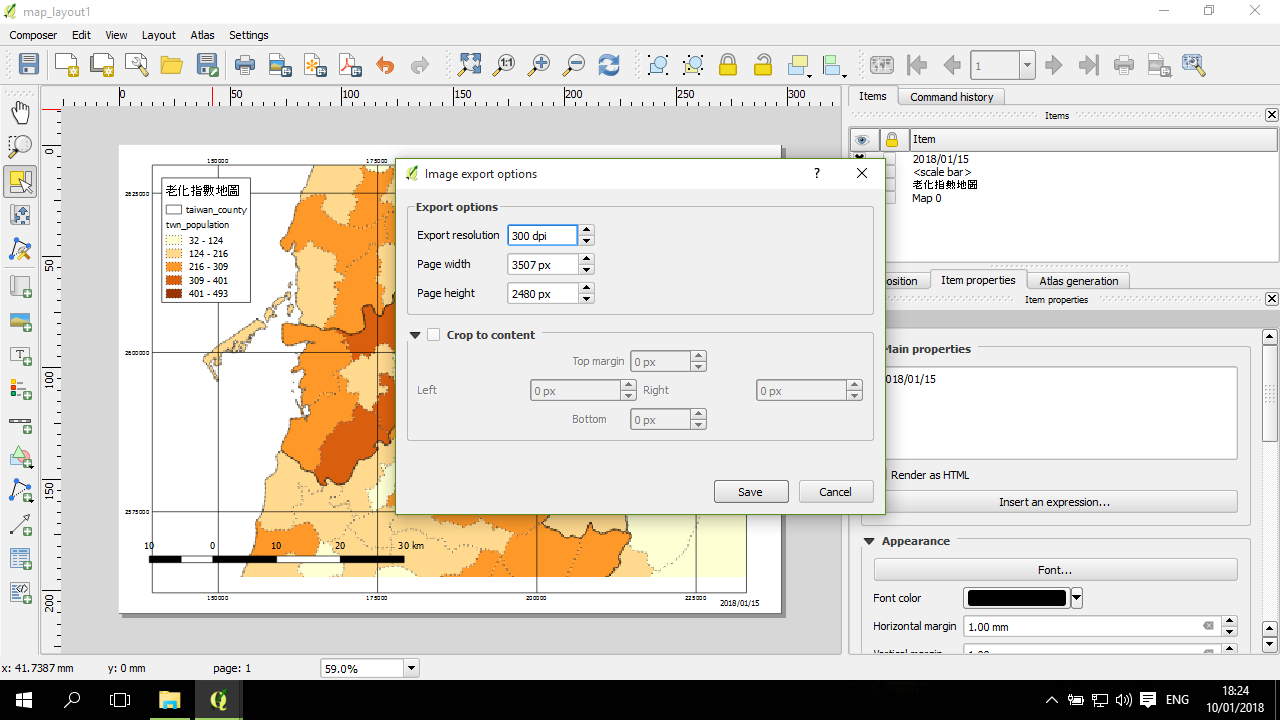 map_layout1
Composer Edit View Layout Atlas Settings
1:1
1
0 50 100 150 200 250 300
0
50
100
150
200
150000 175000
2625000
2600000
2575000
150000 175000 200000 225000
老化指數地圖
taiwan_county
twn_population
32 - 124
124 - 216
216 - 309
309 - 401
401 - 493
10 0 10 20 30 km
2018/01/15
Image export options
?
Export options
Export resolution 300 dpi
Page width 3507 px
Page height 2480 px
Crop to content
Top margin 0 px
Left 0 px Right 0 px
Bottom 0 px
Save Cancel
Items Command history
Items
Item
2018/01/15
<scale bar>
老化指數地圖
Map 0
osition Item properties Atlas generation
Item properties
Main properties
2018/01/15
Render as HTML
Insert an expression...
Appearance
Font...
Font color
Horizontal margin 1.00 mm
x: 41.7387 mm y: 0 mm page: 1 59.0%
ENG
18:24
10/01/2018